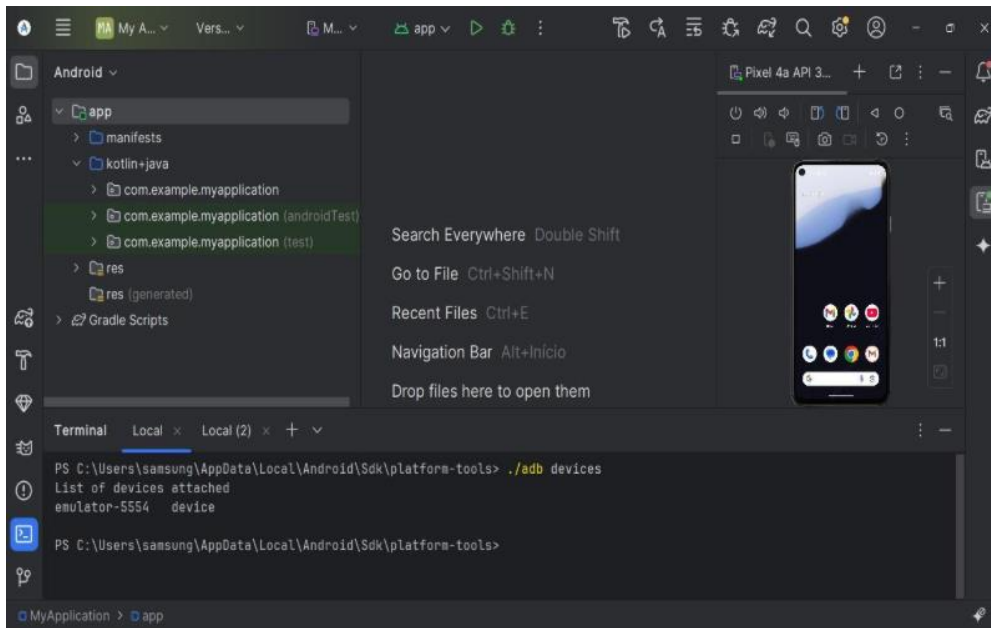 MA My A... Vers... M... app
Android
Pixel 4a API 3...
app
manifests
kotlin+java
com.example.myapplication
com.example.myapplication (androidTest)
com.example.myapplication (test)
res
res (generated)
Gradle Scripts
Search Everywhere Double Shift
Go to File Ctrl+Shift+N
Recent Files Ctrl+E
Navigation Bar Alt+Início
Drop files here to open them
1:1
Terminal Local Local (2)
PS C:\Users\samsung\AppData\Local\Android\Sdk\platform-tools> ./adb devices
List of devices attached
emulator-5554 device
PS C:\Users\samsung\AppData\Local\Android\Sdk\platform-tools>
MyApplication > app